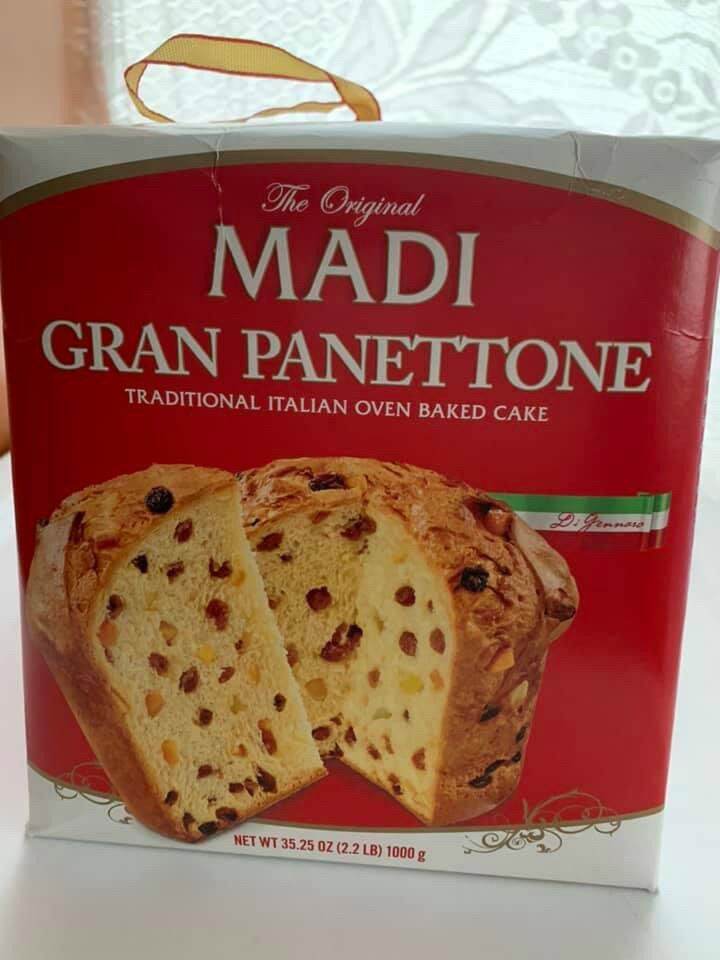 The Original
MADI
GRAN PANETTONE
TRADITIONAL ITALIAN OVEN BAKED CAKE
Di Gennaro
NET WT 35.25 OZ (2.2 LB) 1000 g